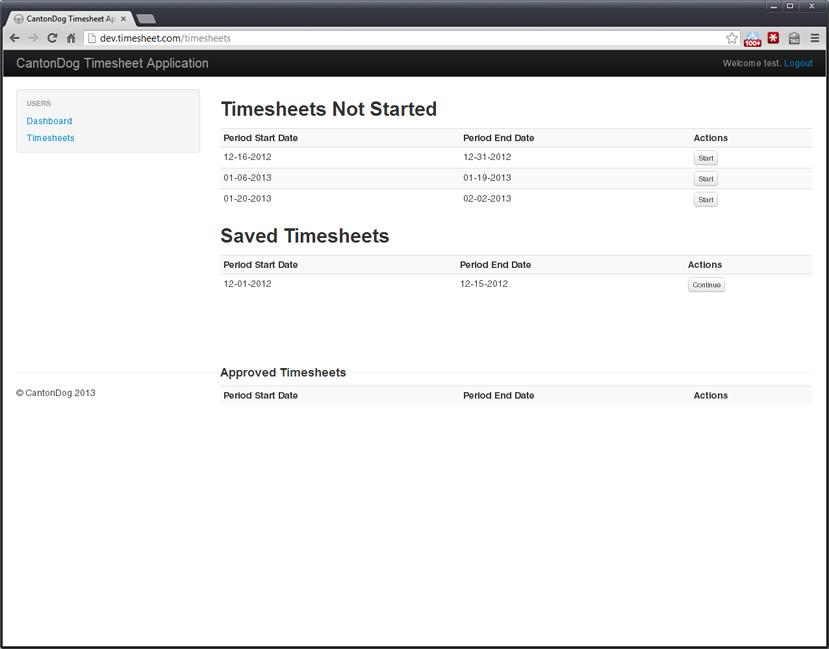 CantonDog Timesheet Ap
dev.timesheet.com/timesheets
100+
CantonDog Timesheet Application
Welcome test. Logout
USERS
Dashboard
Timesheets
Timesheets Not Started
Period Start Date Period End Date Actions
12-16-2012 12-31-2012 Start
01-06-2013 01-19-2013 Start
01-20-2013 02-02-2013 Start
Saved Timesheets
Period Start Date Period End Date Actions
12-01-2012 12-15-2012 Continue
Approved Timesheets
© CantonDog 2013
Period Start Date Period End Date Actions